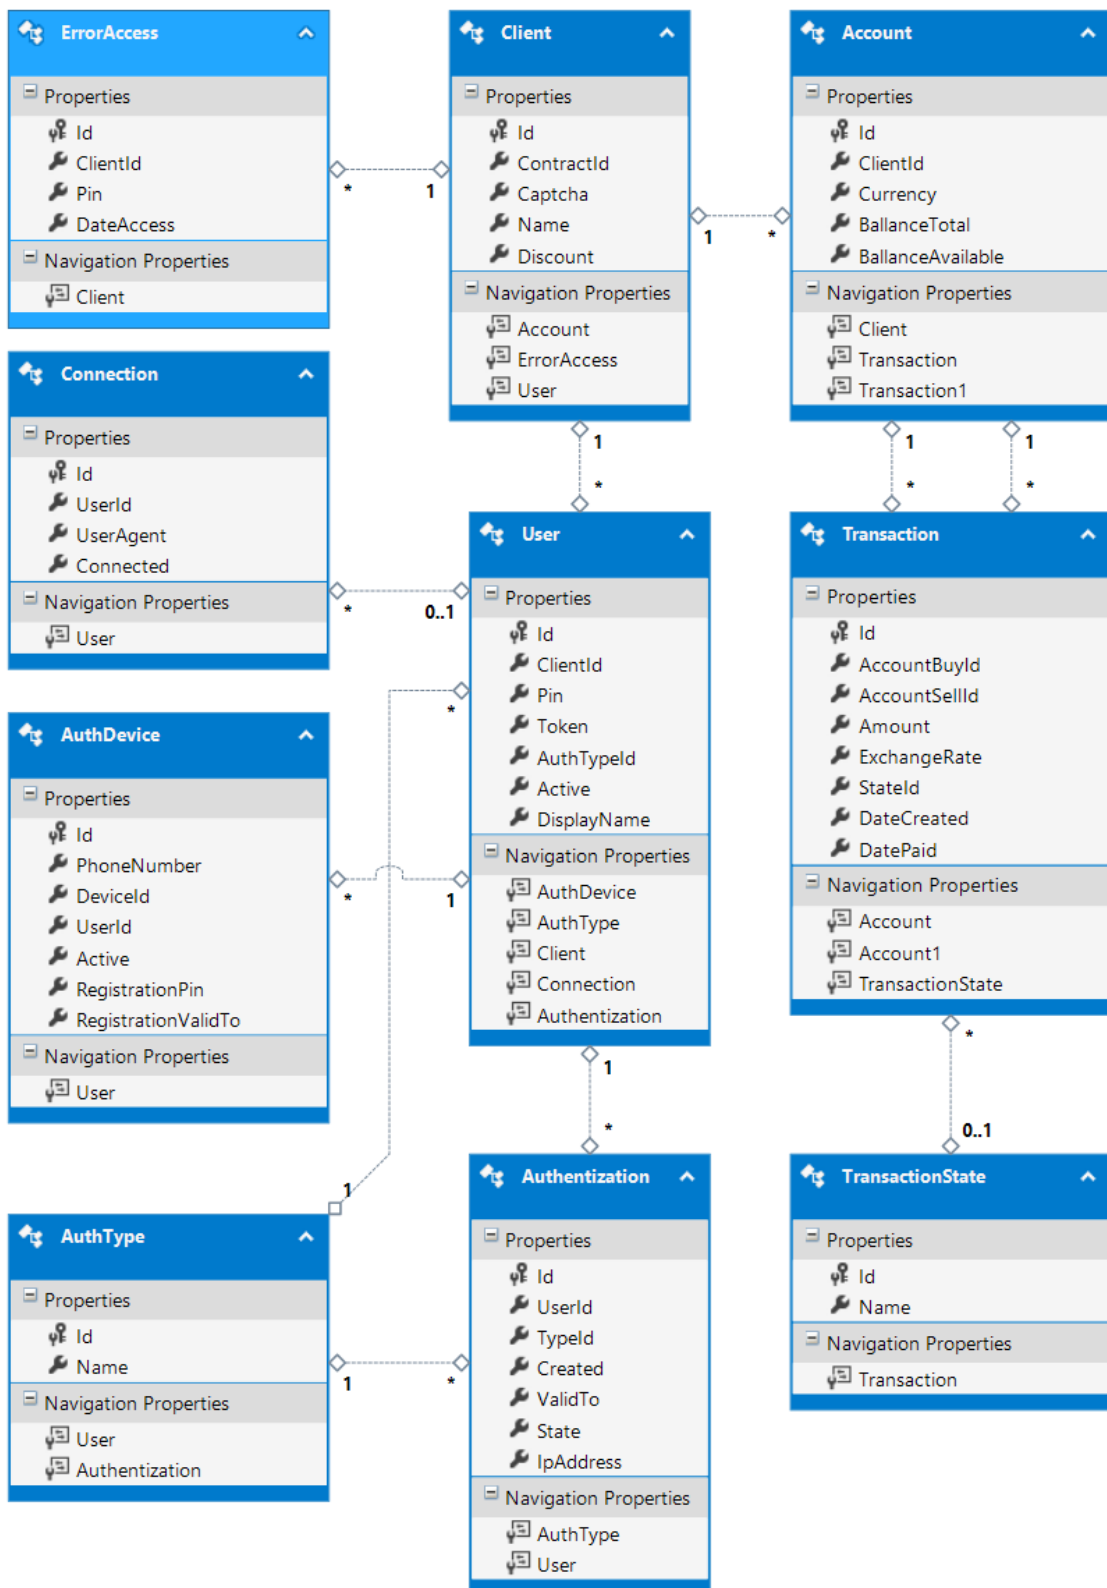 ErrorAccess
Properties
Id
ClientId
Pin
DateAccess
Navigation Properties
Client
* 1
Client
Properties
Id
ContractId
Captcha
Name
Discount
Navigation Properties
Account
ErrorAccess
User
1 *
Account
Properties
Id
ClientId
Currency
BallanceTotal
BallanceAvailable
Navigation Properties
Client
Transaction
Transaction1
1
*
1
*
1
*
Connection
Properties
Id
UserId
UserAgent
Connected
Navigation Properties
User
* 0..1
User
Properties
Id
ClientId
Pin
Token
AuthTypeId
Active
DisplayName
Navigation Properties
AuthDevice
AuthType
Client
Connection
Authentization
*
Transaction
Properties
Id
AccountBuyId
AccountSellId
Amount
ExchangeRate
StateId
DateCreated
DatePaid
Navigation Properties
Account
Account1
TransactionState
AuthDevice
Properties
Id
PhoneNumber
DeviceId
UserId
Active
RegistrationPin
RegistrationValidTo
Navigation Properties
User
* 1
1
*
*
0..1
1
AuthType
Properties
Id
Name
Navigation Properties
User
Authentization
1 *
Authentization
Properties
Id
UserId
TypeId
Created
ValidTo
State
IpAddress
Navigation Properties
AuthType
User
TransactionState
Properties
Id
Name
Navigation Properties
Transaction